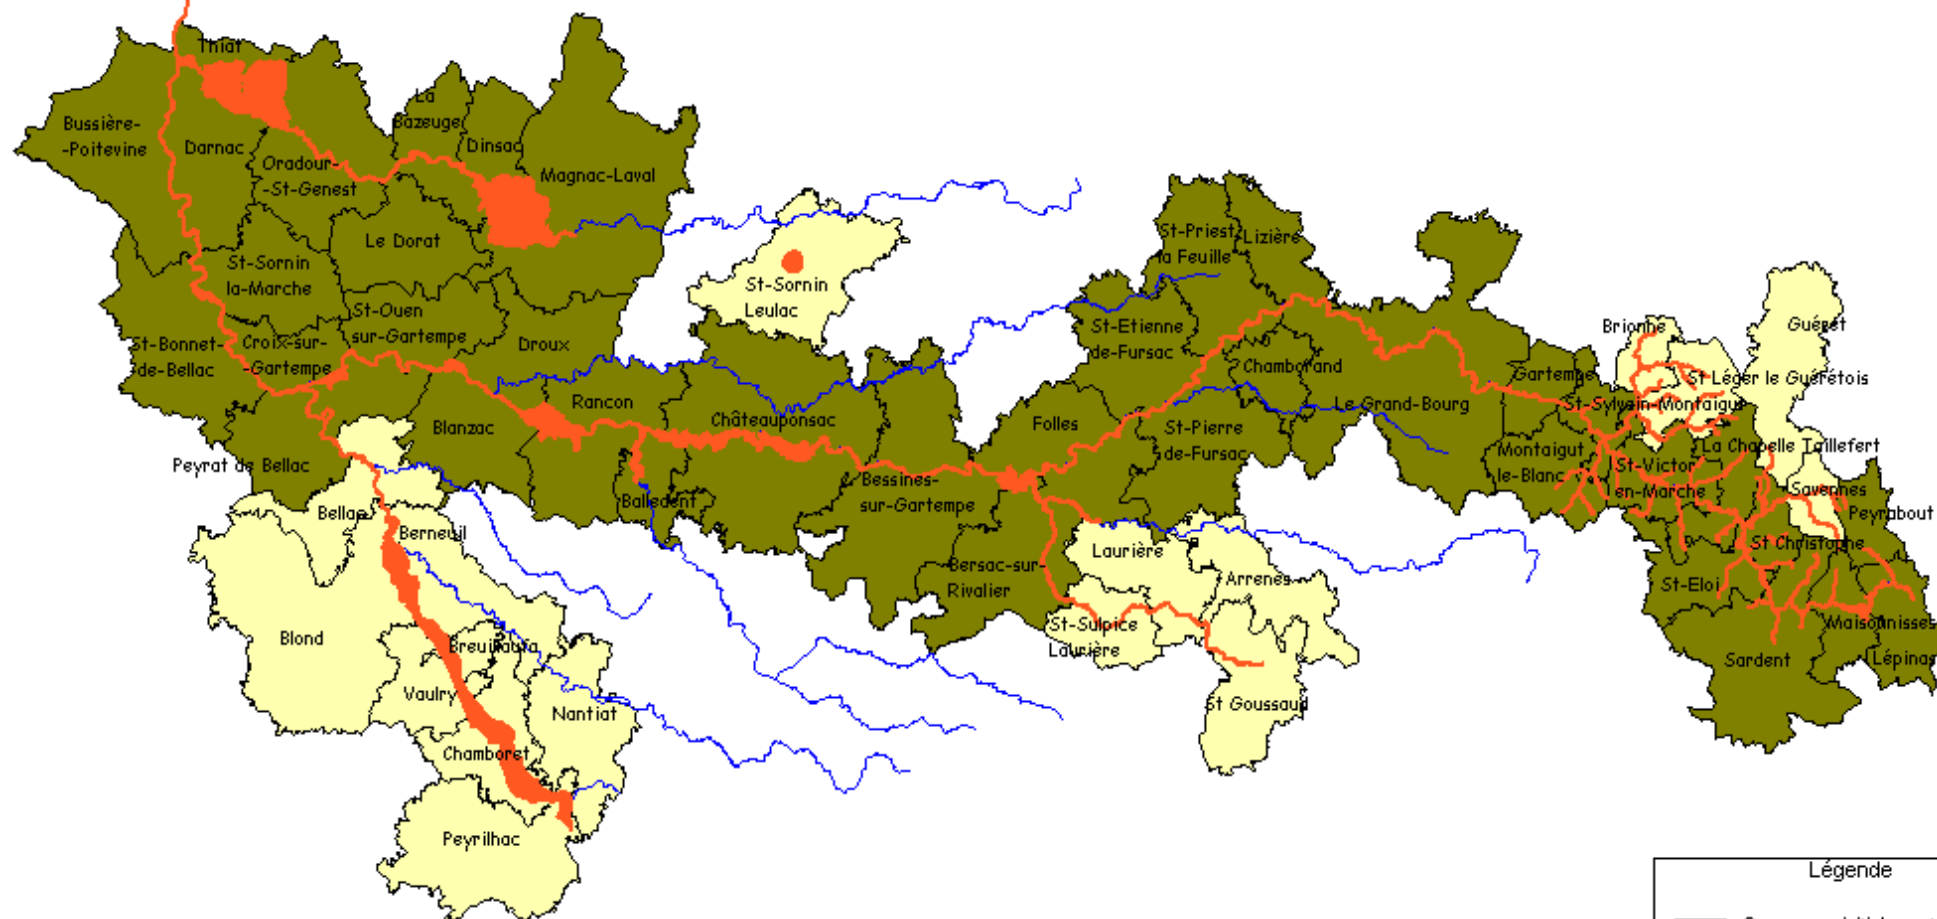 Thiat
La
Bazeuge
Bussière-
-Poitevine
Darnac
Dinsac
Oradour-
-St-Genest
Magnac-Laval
Le Dorat
St-Sornin
la-Marche
St-Ouen
sur-Gartempe
St-Bonnet-
-de-Bellac
Croix-sur-
-Gartempe
Droux
St-Sornin
Leulac
St-Priest
la Feuille
Lizière
St-Etienne
de-Fursac
Chamborand
Brionne
Guéret
Gartempe
St Léger le Guérétois
St-Sylvain-Montaigut
Le Grand-Bourg
Rancon
Châteauponsac
Folles
Blanzac
St-Pierre
de-Fursac
Montaigut
le-Blanc
La Chapelle Taillefert
St-Victor
en-Marche
Peyrat de Bellac
Savennes
Peyrabout
Balledent
Bessines-
sur-Gartempe
Bellac
Berneuil
St Christophe
Laurière
Arrenes
Bersac-sur-
Rivalier
St-Eloi
St-Sulpice
Laurière
Maisonnisses
Blond
Breuilaufa
Sardent
Lépinas
Vaulry
Nantiat
St Goussaud
Chamboret
Peyrilhac
Légende